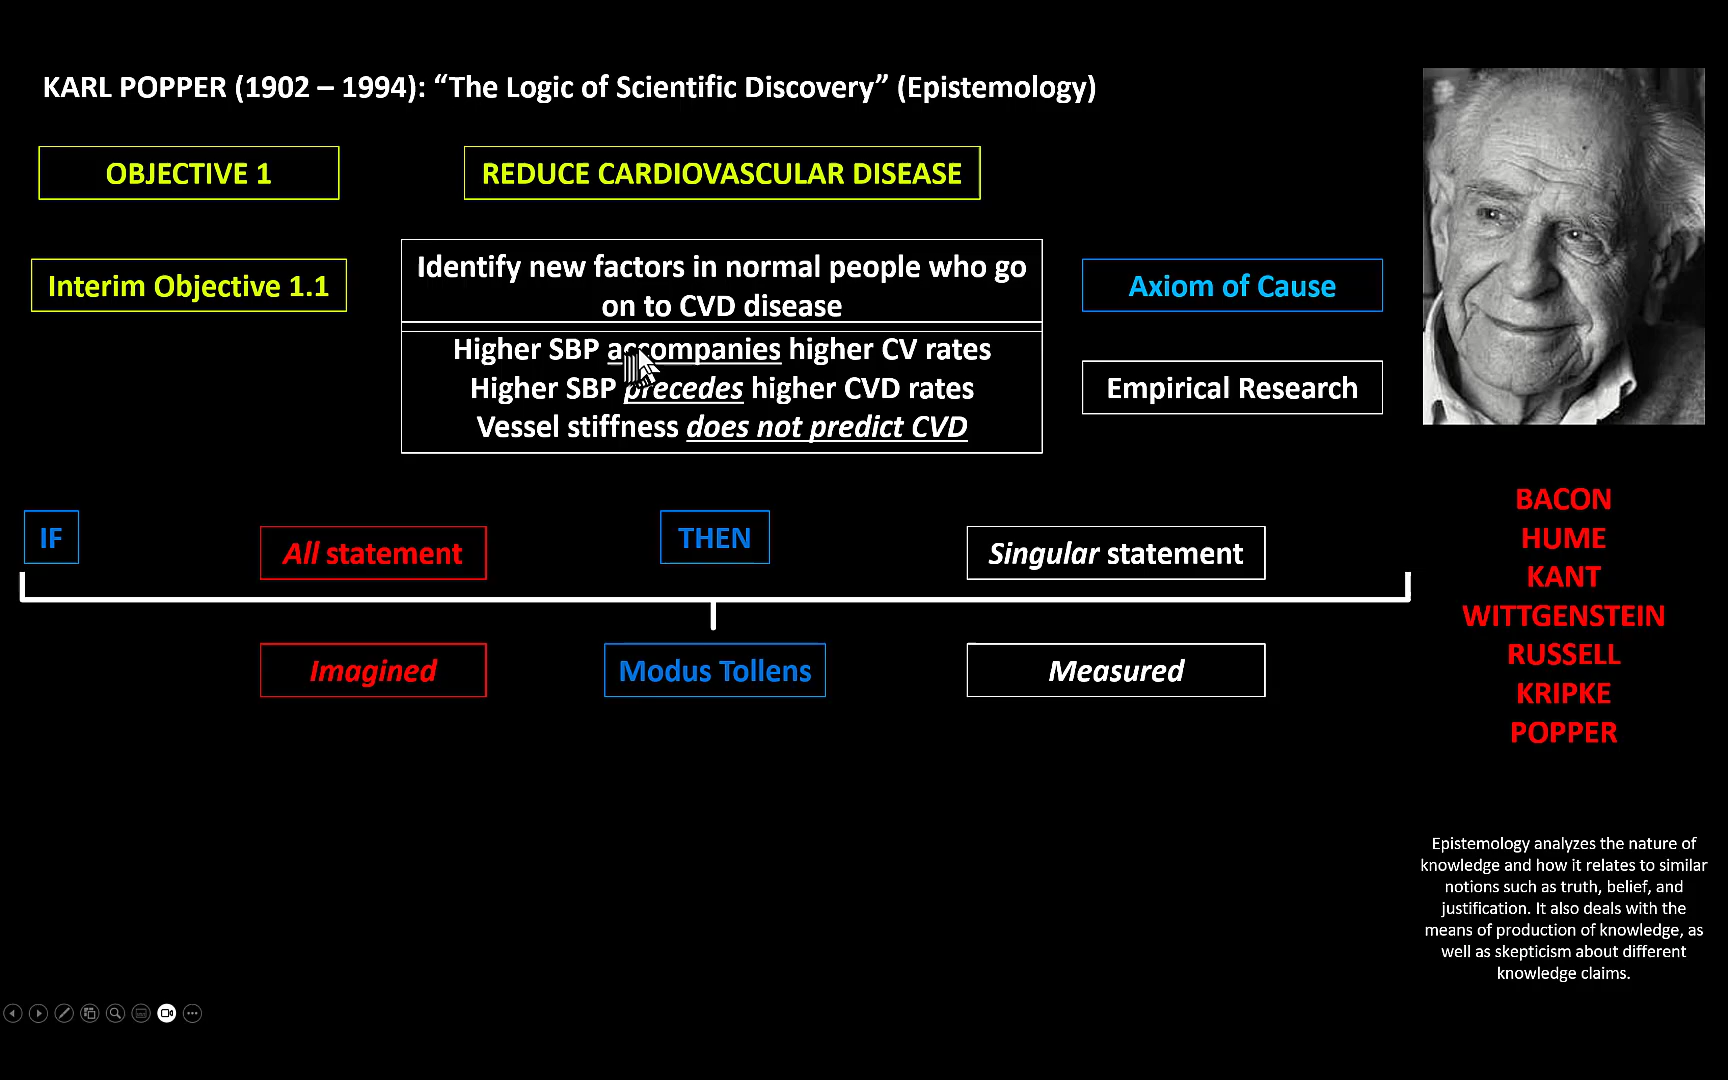 KARL POPPER (1902 – 1994): “The Logic of Scientific Discovery” (Epistemology)
OBJECTIVE 1
REDUCE CARDIOVASCULAR DISEASE
Interim Objective 1.1
Identify new factors in normal people who go
on to CVD disease
Axiom of Cause
Higher SBP accompanies higher CV rates
Higher SBP precedes higher CVD rates
Vessel stiffness does not predict CVD
Empirical Research
IF
All statement
THEN
Singular statement
Imagined
Modus Tollens
Measured
BACON
HUME
KANT
WITTGENSTEIN
RUSSELL
KRIPKE
POPPER
Epistemology analyzes the nature of
knowledge and how it relates to similar
notions such as truth, belief, and
justification. It also deals with the
means of production of knowledge, as
well as skepticism about different
knowledge claims.